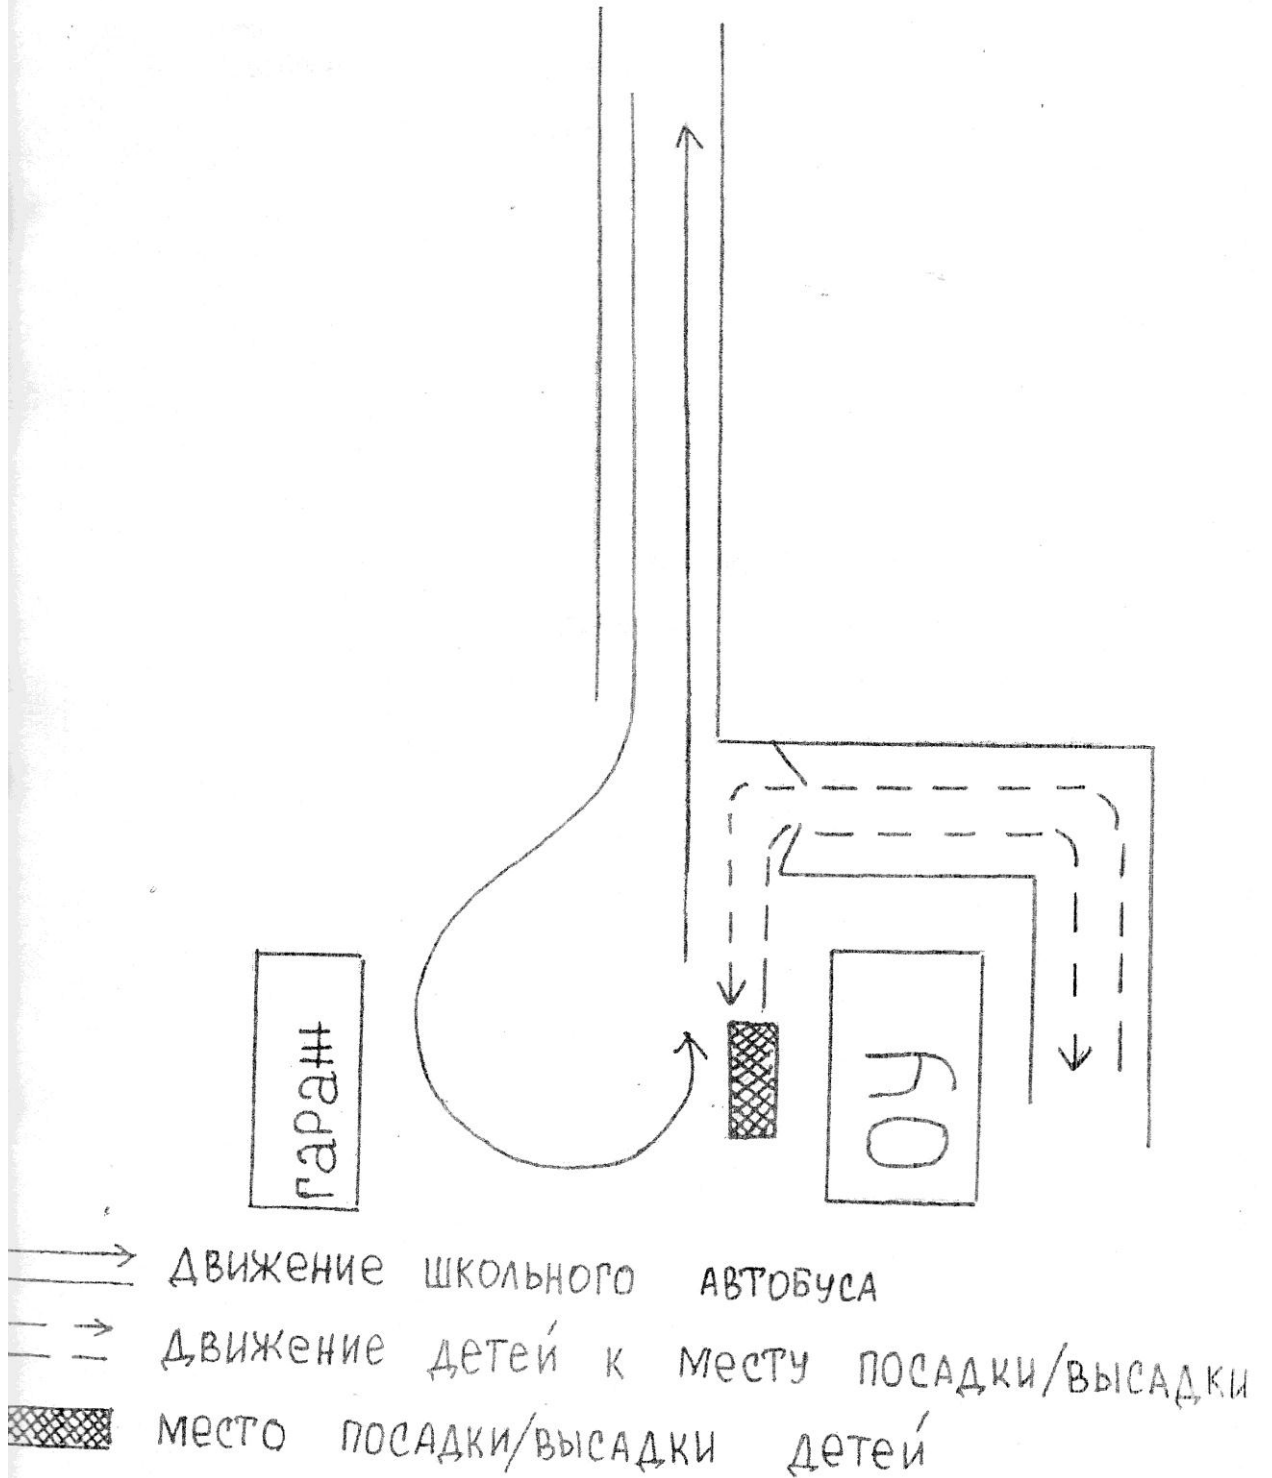 гараж
ОУ
движение школьного автобуса
движение детей к месту посадки/высадки
место посадки/высадки детей